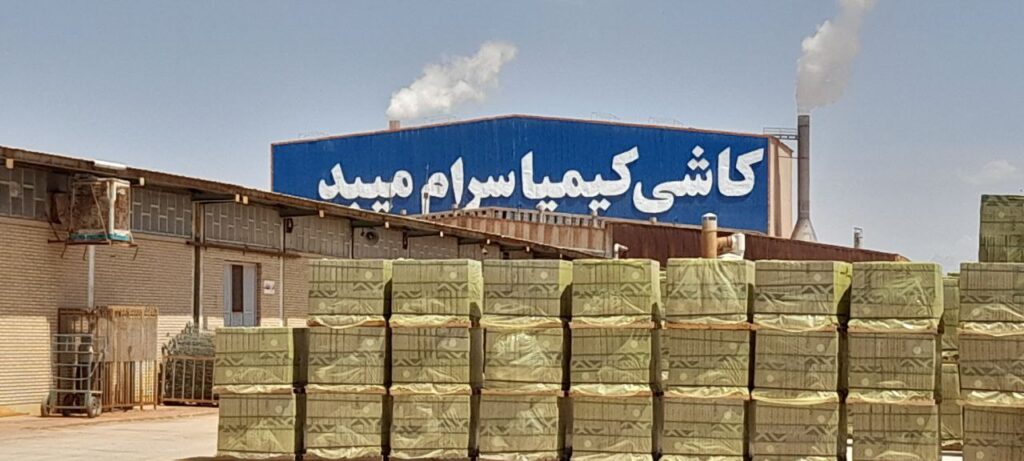 کاشی کیمیا سرام میبد